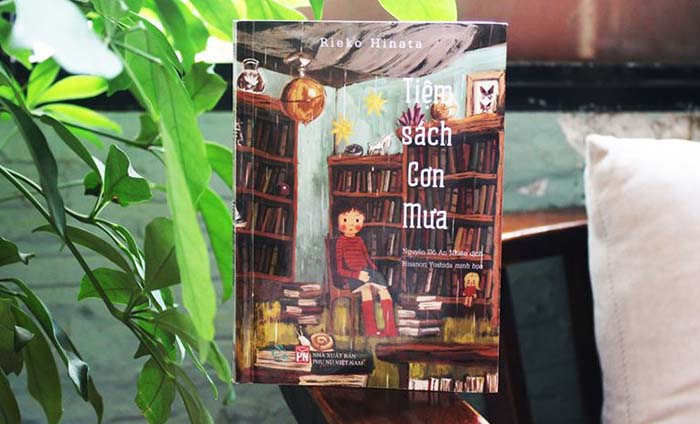 Rieko Hinata
Tiệm
sách
Cơn
Mưa
Nguyễn Đỗ An Nhiên dịch
Hisanori Yoshida minh họa
PN
NHÀ XUẤT BẢN
PHỤ NỮ VIỆT NAM